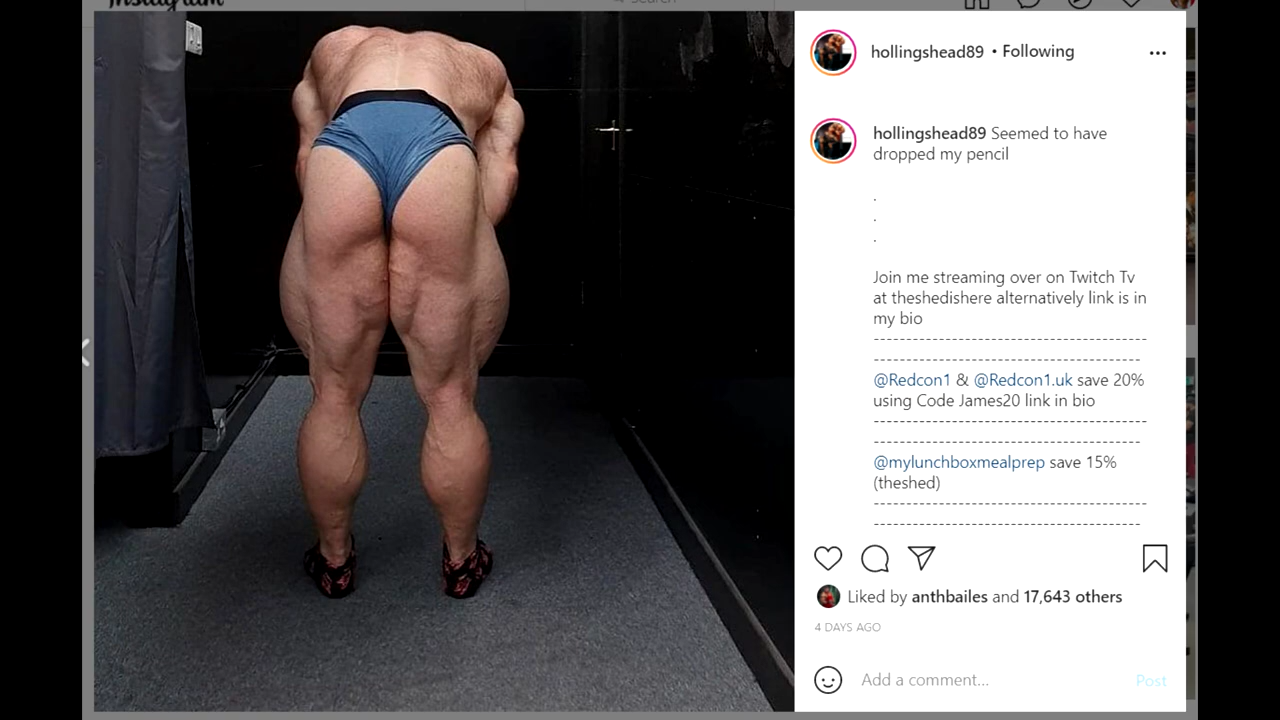 Instagram
Search
hollingshead89 • Following
hollingshead89 Seemed to have
dropped my pencil
.
.
.
Join me streaming over on Twitch Tv
at theshedishere alternatively link is in
my bio
---------------------------------------
--------------------------------------
@Redcon1 & @Redcon1.uk save 20%
using Code James20 link in bio
---------------------------------------
--------------------------------------
@mylunchboxmealprep save 15%
(theshed)
---------------------------------------
--------------------------------------
Liked by anthbailes and 17,643 others
4 DAYS AGO
Add a comment... Post